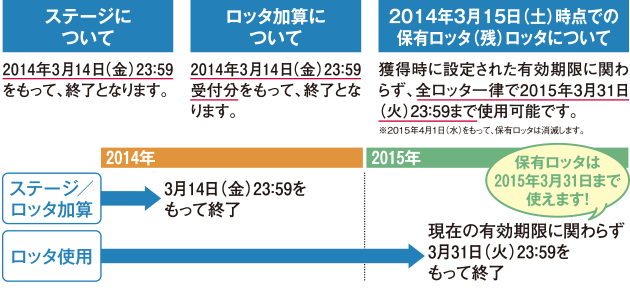 ステージに
ついて
2014年3月14日(金)23:59
をもって、終了となります。
ロッタ加算に
ついて
2014年3月14日(金)23:59
受付分をもって、終了とな
ります。
2014年3月15日(土)時点での
保有ロッタ(残)ロッタについて
獲得時に設定された有効期限に関わ
らず、全ロッタ一律で2015年3月31日
(火)23:59まで使用可能です。
※2015年4月1日(水)をもって、保有ロッタは消滅します。
2014年
2015年
ステージ/
ロッタ加算
3月14日(金)23:59を
もって終了
保有ロッタは
2015年3月31日まで
使えます!
ロッタ使用
現在の有効期限に関わらず
3月31日(火)23:59を
もって終了